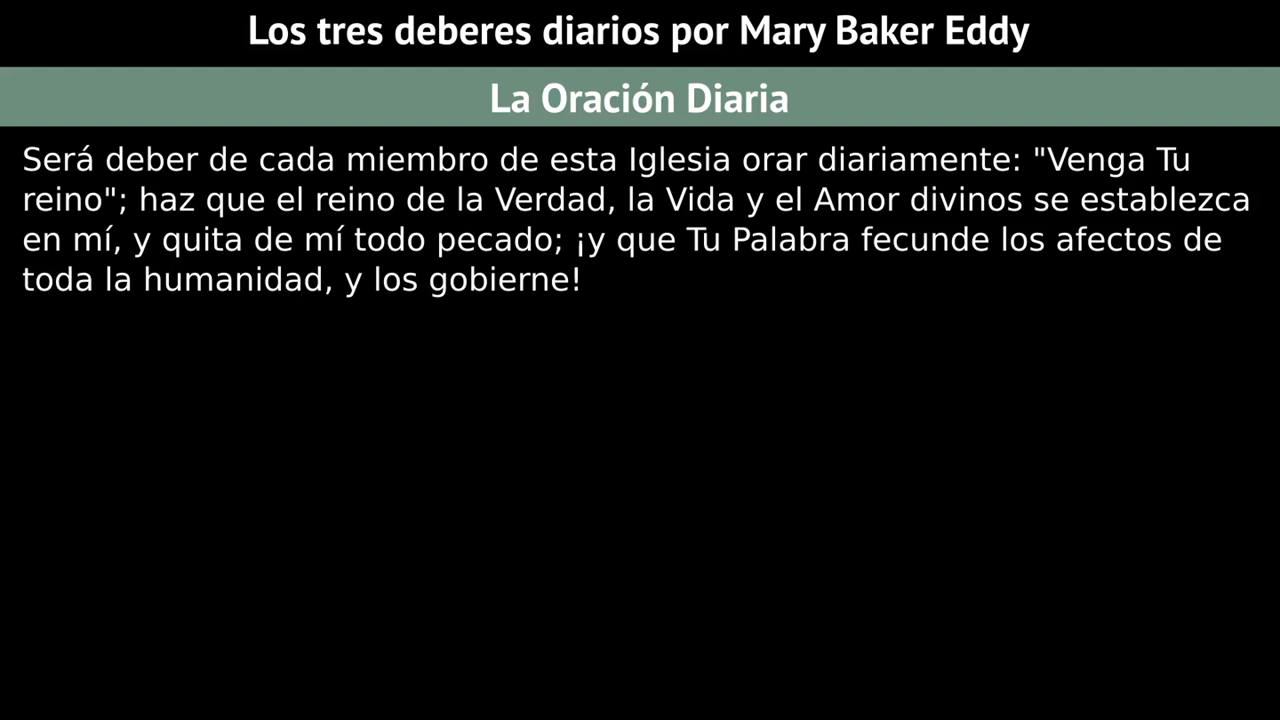 Los tres deberes diarios por Mary Baker Eddy
La Oración Diaria
Será deber de cada miembro de esta Iglesia orar diariamente: "Venga Tu
reino"; haz que el reino de la Verdad, la Vida y el Amor divinos se establezca
en mí, y quita de mí todo pecado; ¡y que Tu Palabra fecunde los afectos de
toda la humanidad, y los gobierne!